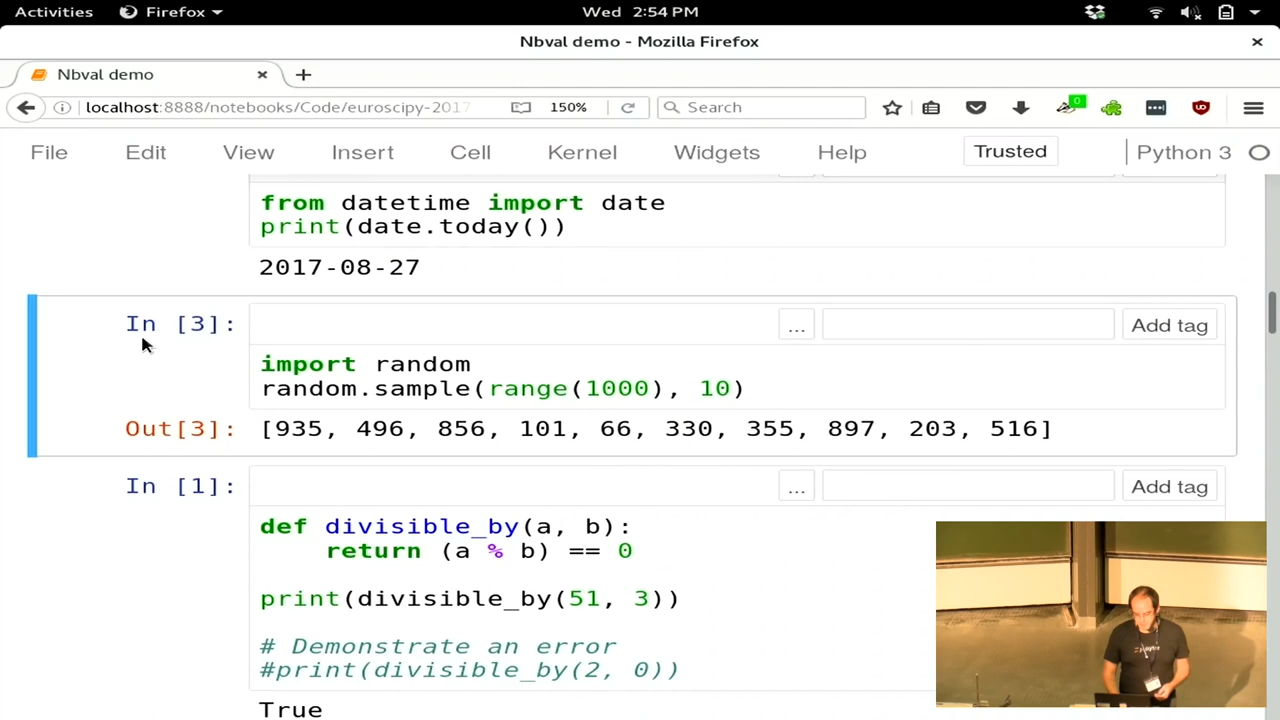 Activities Firefox Wed 2:54 PM
Nbval demo - Mozilla Firefox
Nbval demo
localhost:8888/notebooks/Code/euroscipy-2017 150% Search 0
File Edit View Insert Cell Kernel Widgets Help Trusted Python 3
from datetime import date
print(date.today())
2017-08-27
In [3]: ... Add tag
import random
random.sample(range(1000), 10)
Out[3]: [935, 496, 856, 101, 66, 330, 355, 897, 203, 516]
In [1]: ... Add tag
def divisible_by(a, b):
return (a % b) == 0
print(divisible_by(51, 3))
# Demonstrate an error
#print(divisible_by(2, 0))
True